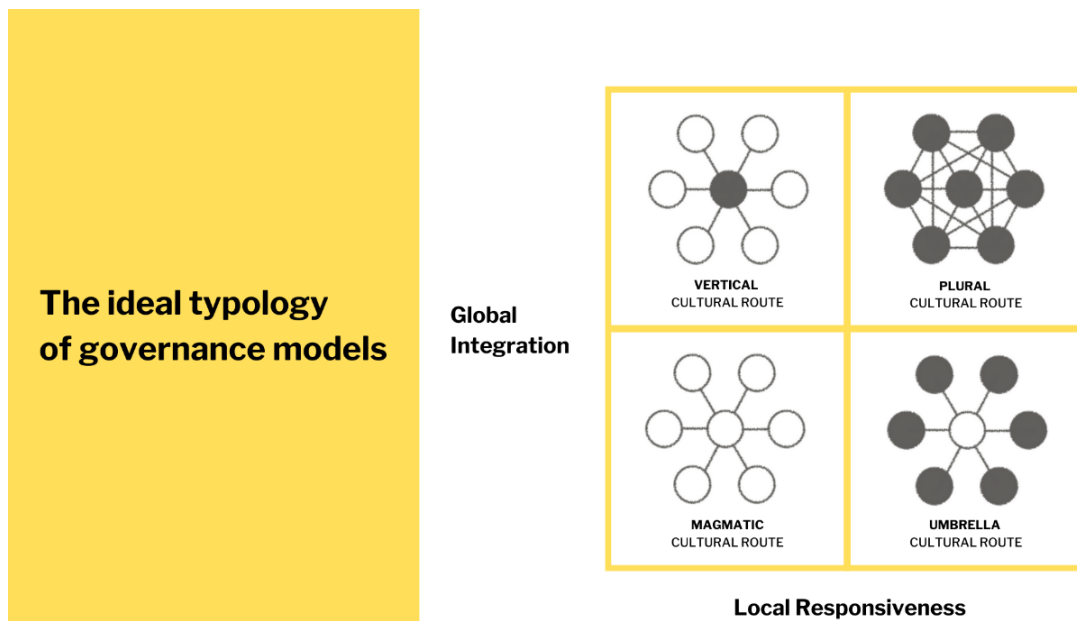 The ideal typology
of governance models
Global
Integration
VERTICAL
CULTURAL ROUTE
PLURAL
CULTURAL ROUTE
MAGMATIC
CULTURAL ROUTE
UMBRELLA
CULTURAL ROUTE
Local Responsiveness